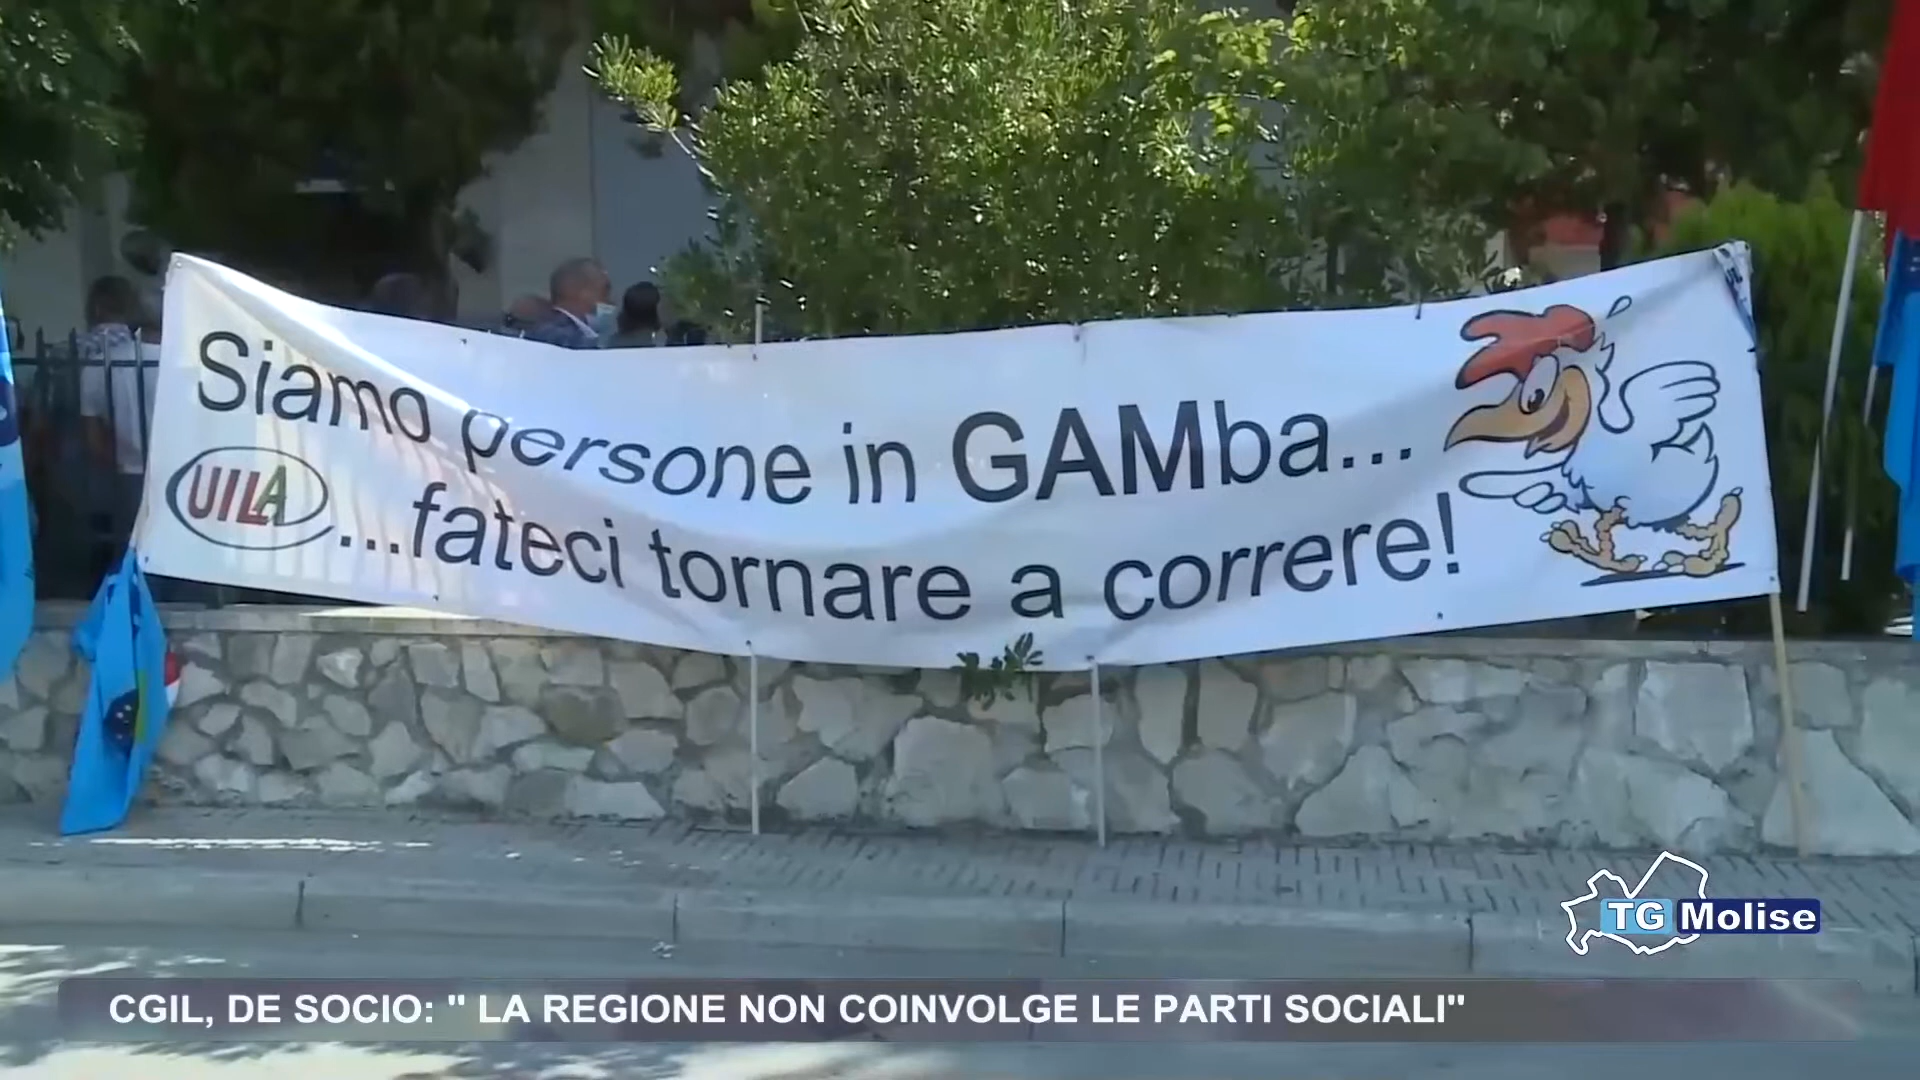 Siamo persone in GAMba...
UILA
...fateci tornare a correre!
TG Molise
CGIL, DE SOCIO: " LA REGIONE NON COINVOLGE LE PARTI SOCIALI"